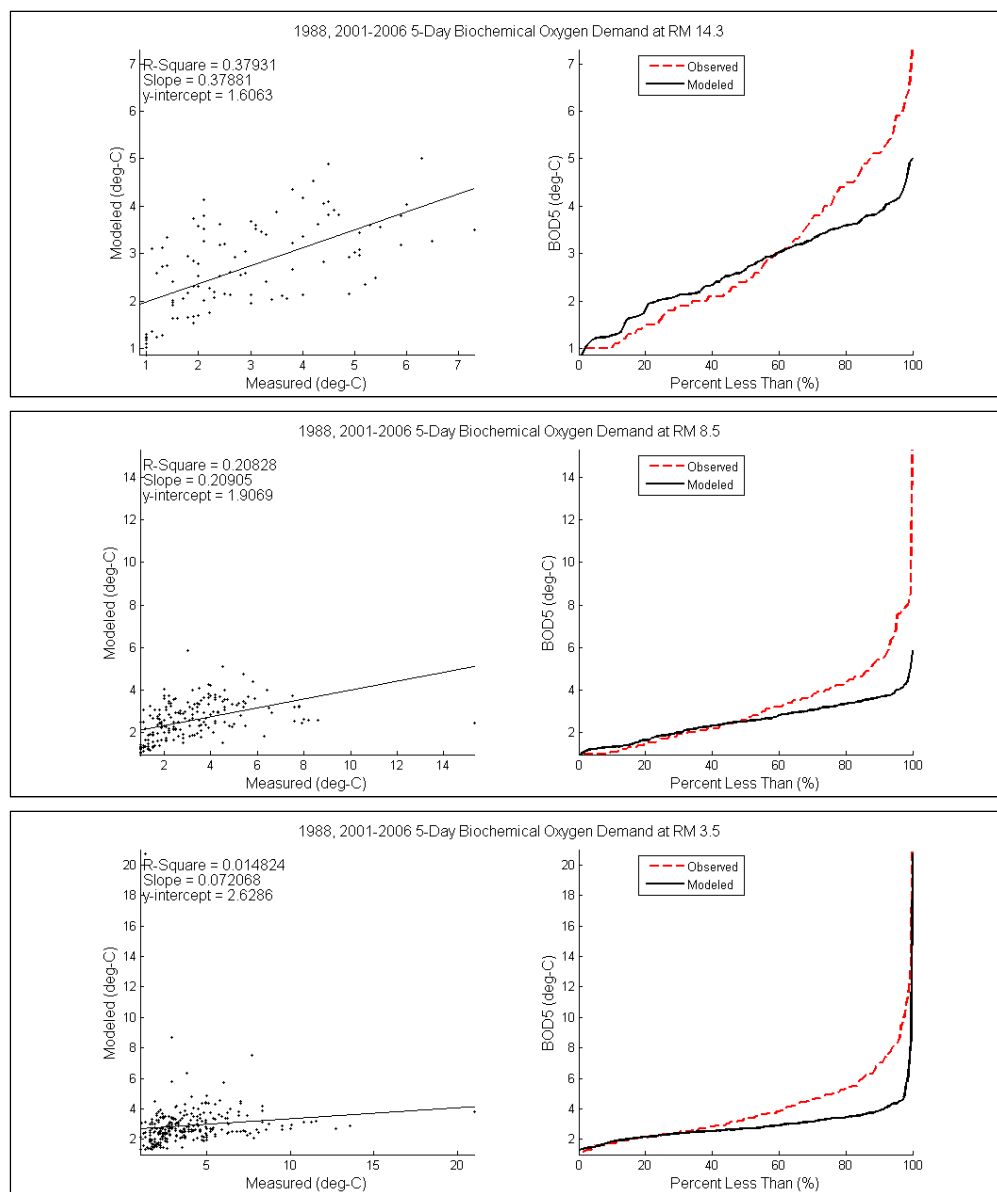 1988, 2001-2006 5-Day Biochemical Oxygen Demand at RM 14.3
R-Square = 0.37931
Slope = 0.37881
y-intercept = 1.6063
7
6
5
4
3
2
1
Modeled (deg-C)
1 2 3 4 5 6 7
Measured (deg-C)
Observed
Modeled
7
6
5
4
3
2
1
BOD5 (deg-C)
0 20 40 60 80 100
Percent Less Than (%)
1988, 2001-2006 5-Day Biochemical Oxygen Demand at RM 8.5
R-Square = 0.20828
Slope = 0.20905
y-intercept = 1.9069
14
12
10
8
6
4
2
Modeled (deg-C)
2 4 6 8 10 12 14
Measured (deg-C)
Observed
Modeled
14
12
10
8
6
4
2
BOD5 (deg-C)
0 20 40 60 80 100
Percent Less Than (%)
1988, 2001-2006 5-Day Biochemical Oxygen Demand at RM 3.5
R-Square = 0.014824
Slope = 0.072068
y-intercept = 2.6286
20
18
16
14
12
10
8
6
4
2
Modeled (deg-C)
5 10 15 20
Measured (deg-C)
Observed
Modeled
20
18
16
14
12
10
8
6
4
2
BOD5 (deg-C)
0 20 40 60 80 100
Percent Less Than (%)